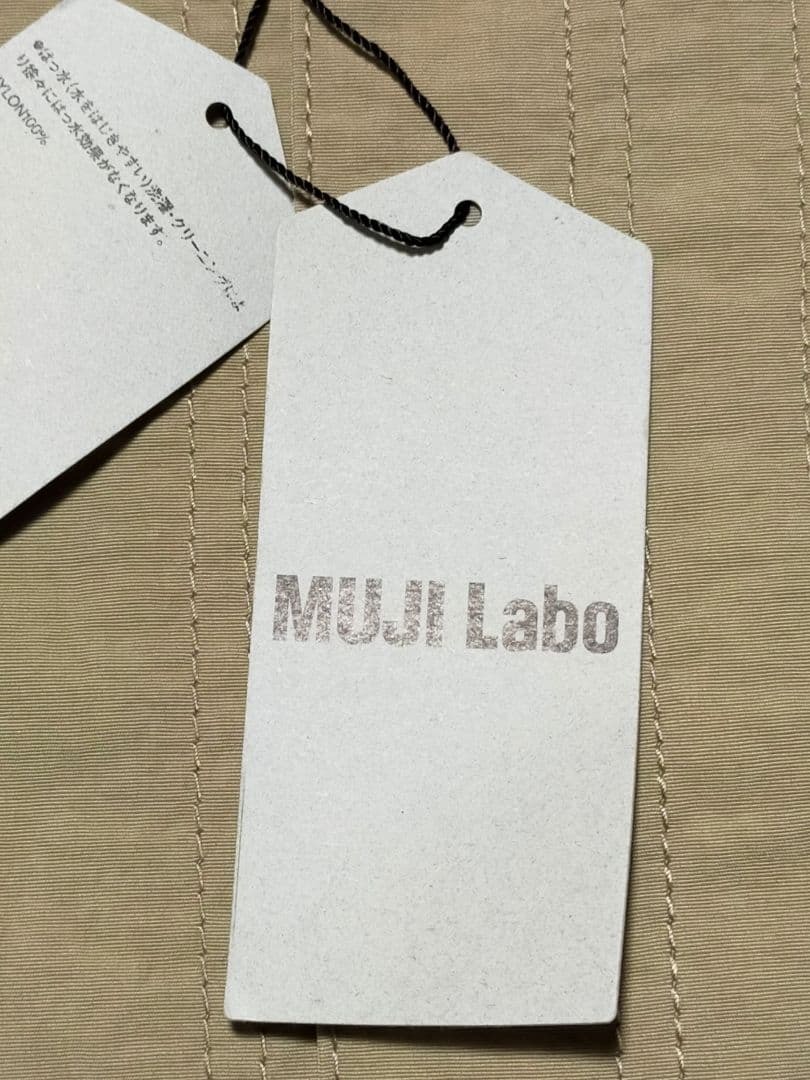 ●はっ水(水をはじきやすい)洗濯・クリーニングによ
り徐々にはっ水効果がなくなります。
YLON100%
MUJI Labo